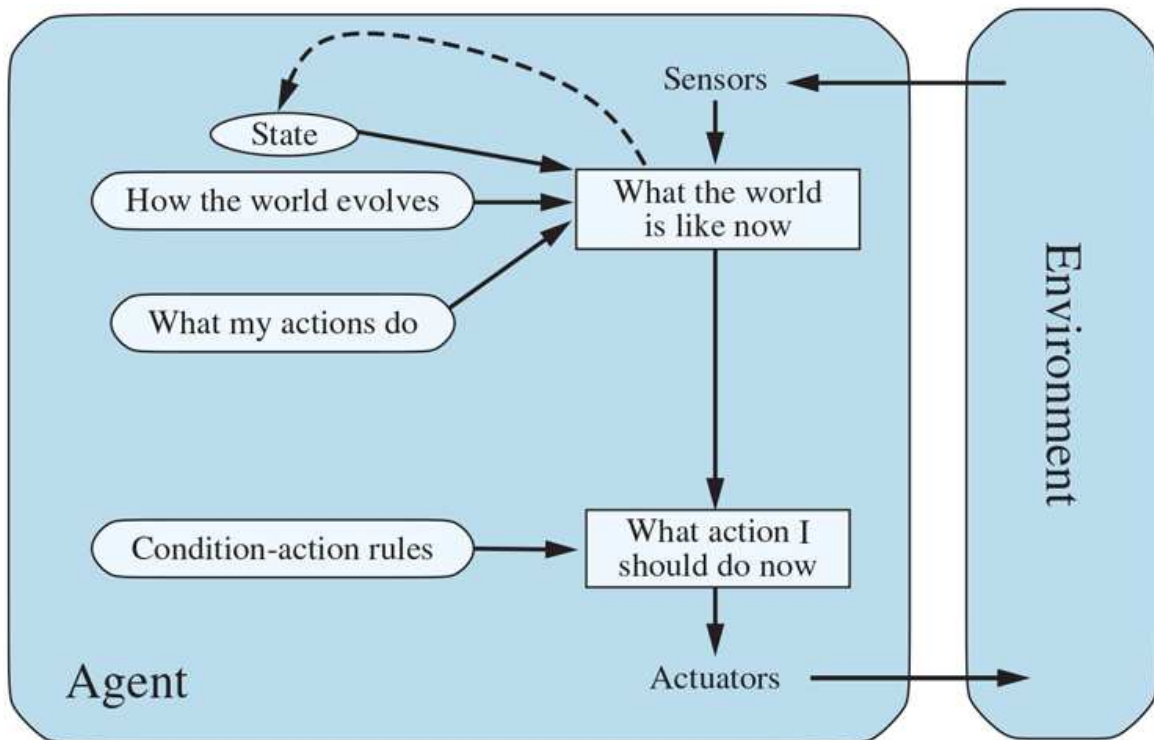 Sensors
State
How the world evolves
What the world
is like now
What my actions do
Environment
Condition-action rules
What action I
should do now
Agent
Actuators